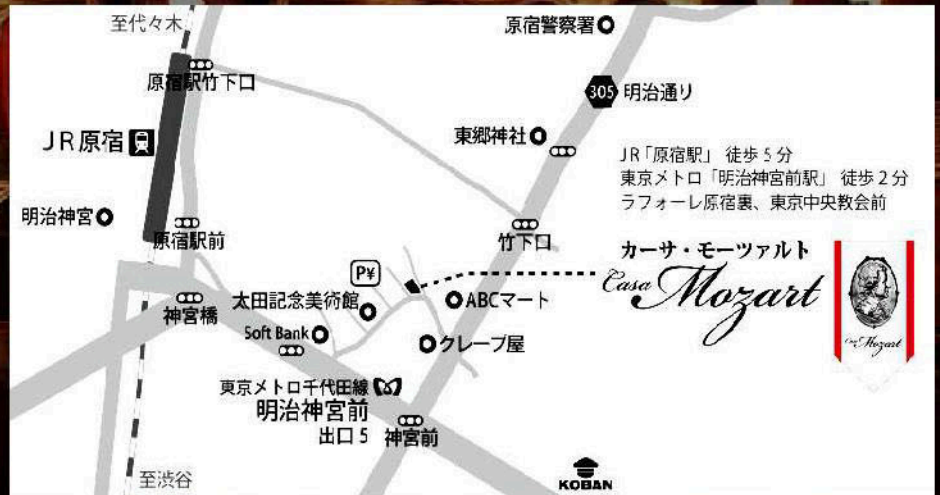 至代々木
原宿警察署
原宿駅竹下口
305 明治通り
JR原宿
東郷神社
JR「原宿駅」 徒歩5分
東京メトロ「明治神宮前駅」 徒歩2分
ラフォーレ原宿裏、東京中央教会前
明治神宮
原宿駅前
竹下口
カーサ・モーツァルト
Casa Mozart
P¥
太田記念美術館
ABCマート
神宮橋
Soft Bank
クレープ屋
Casa Mozart
東京メトロ千代田線
明治神宮前
出口5
神宮前
至渋谷
KOBAN